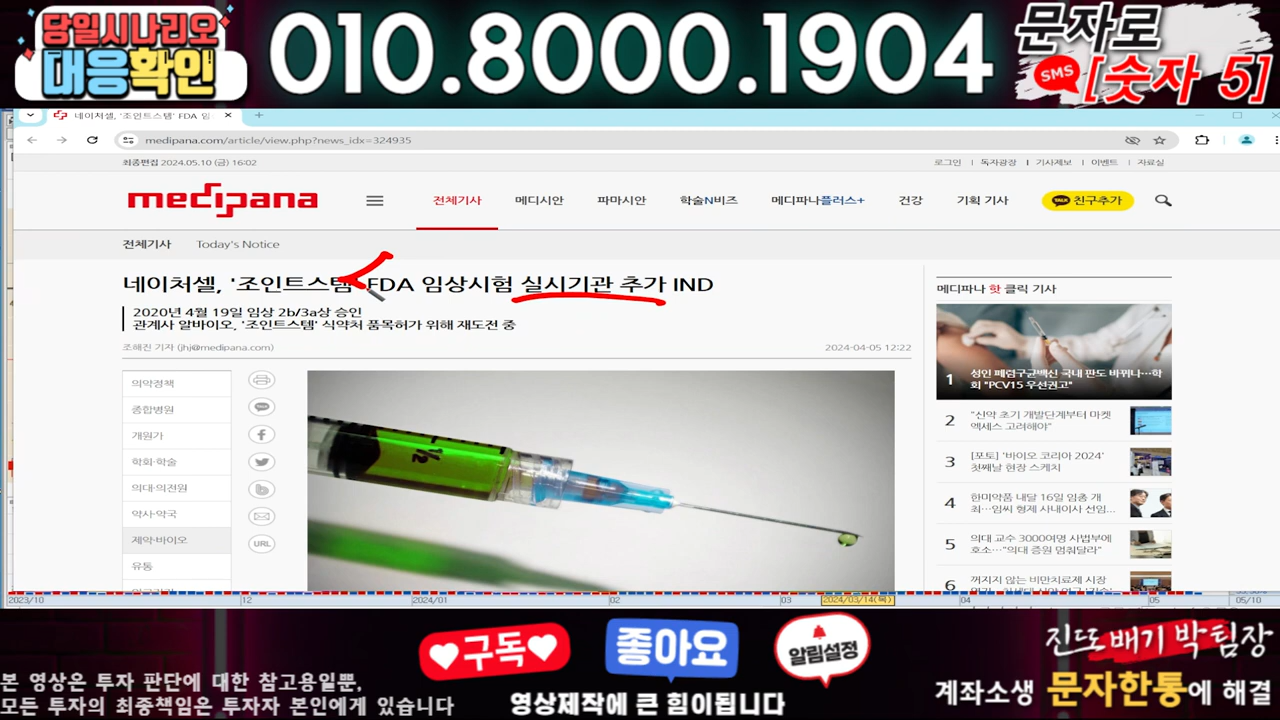 당일시나리오
대응확인
010.8000.1904
문자로
SMS
[숫자 5]
네이처셀, '조인트스템' FDA 임
medipana.com/article/view.php?news_idx=324935
최종편집 2024.05.10 (금) 16:02
로그인 | 독자광장 | 기사제보 | 이벤트 | 자료실
medipana
전체기사
메디시안
파마시안
학술N비즈
메디파나플러스+
건강
기획 기사
TALK 친구추가
전체기사 Today's Notice
네이처셀, '조인트스템' FDA 임상시험 실시기관 추가 IND
2020년 4월 19일 임상 2b/3a상 승인
관계사 알바이오, '조인트스템' 식약처 품목허가 위해 재도전 중
조해진 기자 (jhj@medipana.com)
2024-04-05 12:22
의약정책
종합병원
개원가
학회·학술
의대·의전원
약사·약국
제약·바이오
유통
URL
½
메디파나 핫 클릭 기사
1 성인 폐렴구균백신 국내 판도 바뀌나…학
회 "PCV15 우선권고"
2 "신약 초기 개발단계부터 마켓
엑세스 고려해야"
3 [포토] '바이오 코리아 2024'
첫째날 현장 스케치
4 한미약품 내달 16일 임총 개
최…임씨 형제 사내이사 선임...
5 의대 교수 3000여명 사법부에
호소…"의대 증원 멈춰달라"
6 꺼지지 않는 비만치료제 시장
2023/10
12
2024/01
02
03
2024/03/14(목)
04
05
05/10
구독
좋아요
알림설정
진또배기 박팀장
본 영상은 투자 판단에 대한 참고용일뿐,
모든 투자의 최종책임은 투자자 본인에게 있습니다
영상제작에 큰 힘이됩니다
계좌소생 문자한통에 해결